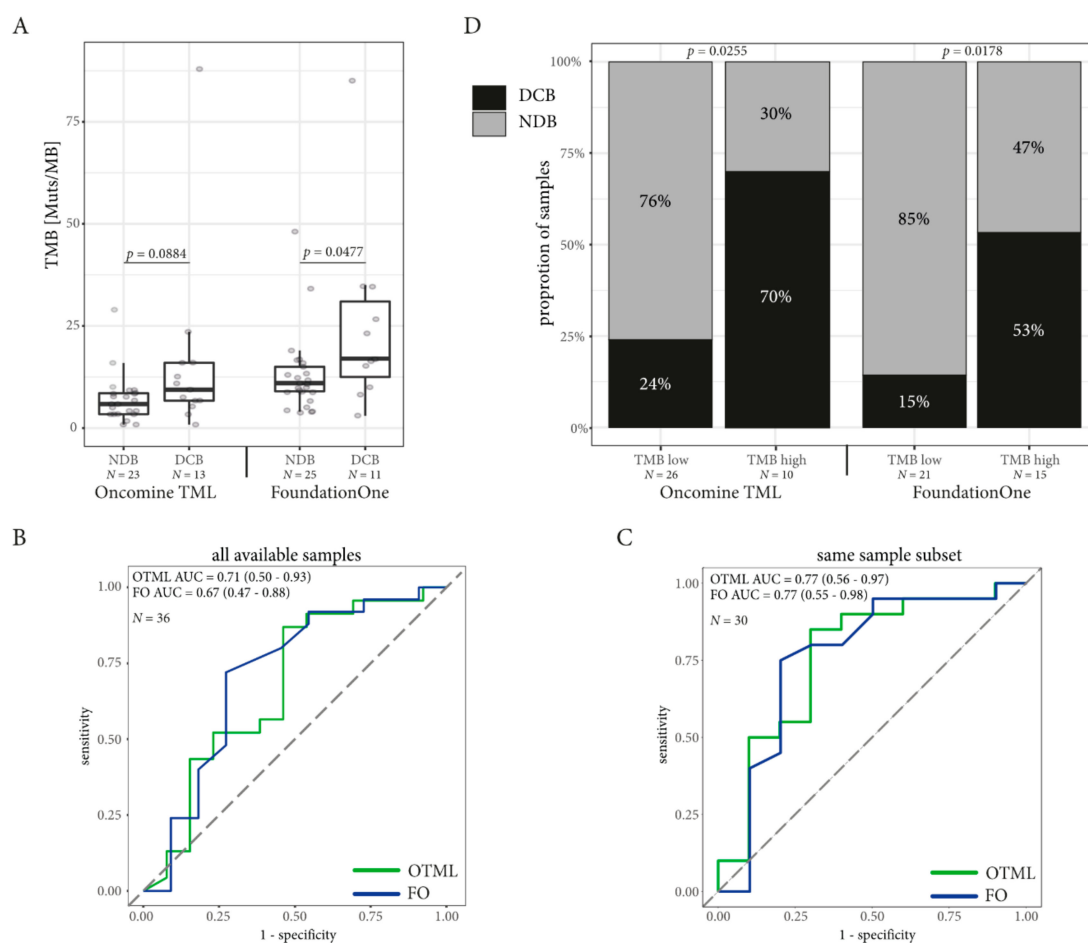 A
TMB [Muts/MB]
75
50
25
0
p = 0.0884
p = 0.0477
NDB
DCB
NDB
DCB
N = 23
N = 13
N = 25
N = 11
Oncomine TML
FoundationOne
D
DCB
NDB
proprotion of samples
100%
75%
50%
25%
0%
p = 0.0255
p = 0.0178
76%
24%
30%
70%
85%
15%
47%
53%
TMB low
TMB high
TMB low
TMB high
N = 26
N = 10
N = 21
N = 15
Oncomine TML
FoundationOne
B
all available samples
OTML AUC = 0.71 (0.50 - 0.93)
FO AUC = 0.67 (0.47 - 0.88)
N = 36
sensitivity
1.00
0.75
0.50
0.25
0.00
OTML
FO
0.00
0.25
0.50
0.75
1.00
1 - specificity
C
same sample subset
OTML AUC = 0.77 (0.56 - 0.97)
FO AUC = 0.77 (0.55 - 0.98)
N = 30
sensitivity
1.00
0.75
0.50
0.25
0.00
OTML
FO
0.00
0.25
0.50
0.75
1.00
1 - specificity